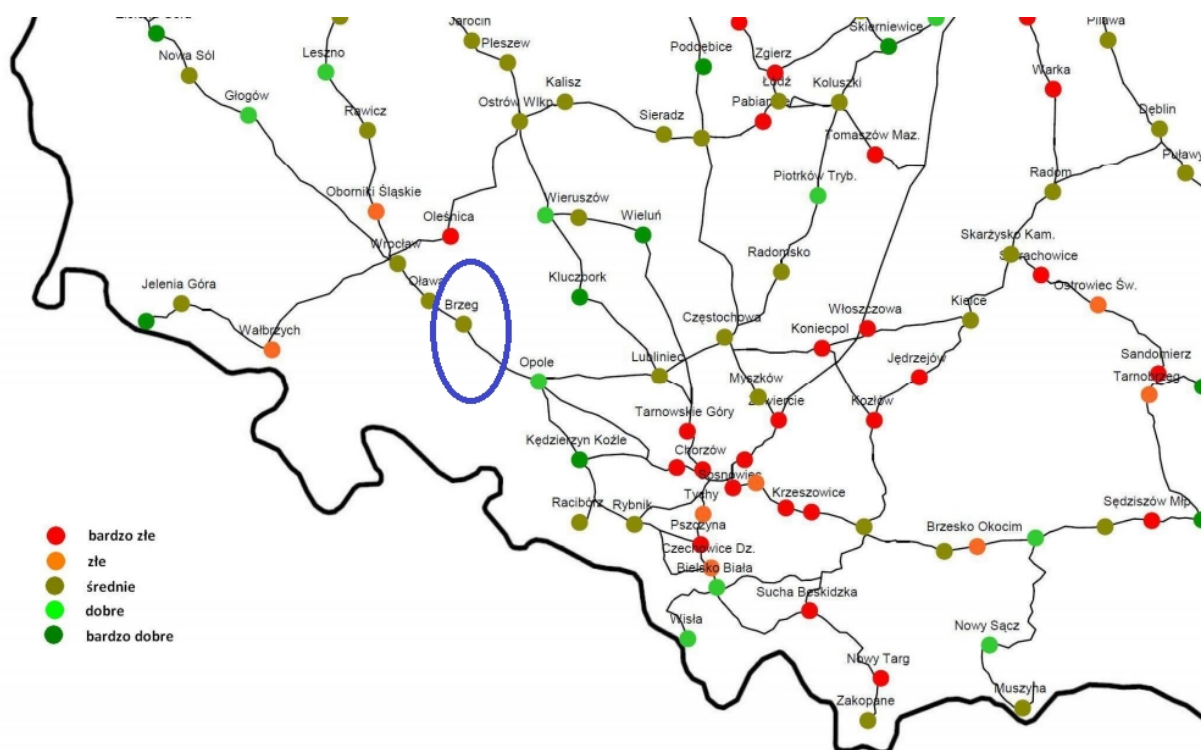 Jarocin
Nowa Sól
Leszno
Pleszew
Poddębice
Zgierz
Skierniewice
Pilawa
Głogów
Rawicz
Ostrów Wlkp.
Kalisz
Sieradz
Łódź
Koluszki
Warka
Tomaszów Maz.
Dęblin
Puławy
Oborniki Śląskie
Oleśnica
Wieruszów
Wieluń
Piotrków Tryb.
Radom
Wrocław
Oława
Brzeg
Kluczbork
Radomsko
Skarżysko Kam.
Ostrowiec Św.
Jelenia Góra
Wałbrzych
Opole
Lubliniec
Częstochowa
Koniecpol
Włoszczowa
Kielce
Myszków
Jędrzejów
Sandomierz
Tarnobrzeg
Tarnowskie Góry
Kozłów
Kędzierzyn Koźle
Chorzów
Sosnowiec
Krzeszowice
Racibórz
Rybnik
Tychy
Pszczyna
Czechowice Dz.
Bielsko Biała
Brzesko Okocim
Sędziszów Młp
Wisła
Sucha Beskidzka
Nowy Sącz
Nowy Targ
Zakopane
Muszyna
bardzo złe
złe
średnie
dobre
bardzo dobre